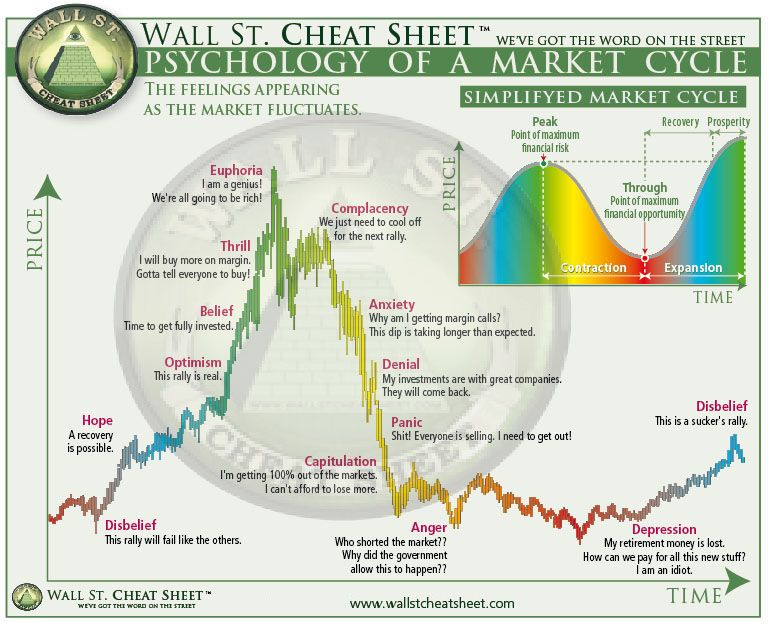 WALL ST.
CHEAT SHEET
WALL ST. CHEAT SHEET™ WE'VE GOT THE WORD ON THE STREET
PSYCHOLOGY OF A MARKET CYCLE
THE FEELINGS APPEARING
AS THE MARKET FLUCTUATES.
SIMPLIFYED MARKET CYCLE
Peak
Point of maximum
financial risk
Recovery
Prosperity
PRICE
Through
Point of maximum
financial opportunity
Contraction
Expansion
TIME
WALL ST.
CHEAT SHEET
PRICE
Euphoria
I am a genius!
We're all going to be rich!
Complacency
We just need to cool off
for the next rally.
Thrill
I will buy more on margin.
Gotta tell everyone to buy!
Belief
Time to get fully invested.
Anxiety
Why am I getting margin calls?
This dip is taking longer than expected.
Optimism
This rally is real.
Denial
My investments are with great companies.
They will come back.
Hope
A recovery
is possible.
Panic
Shit! Everyone is selling. I need to get out!
Disbelief
This is a sucker's rally.
Capitulation
I'm getting 100% out of the markets.
I can't afford to lose more.
Disbelief
This rally will fail like the others.
Anger
Who shorted the market??
Why did the government
allow this to happen??
Depression
My retirement money is lost.
How can we pay for all this new stuff?
I am an idiot.
WALL ST. CHEAT SHEET™
WE'VE GOT THE WORD ON THE STREET
www.wallstcheatsheet.com
TIME